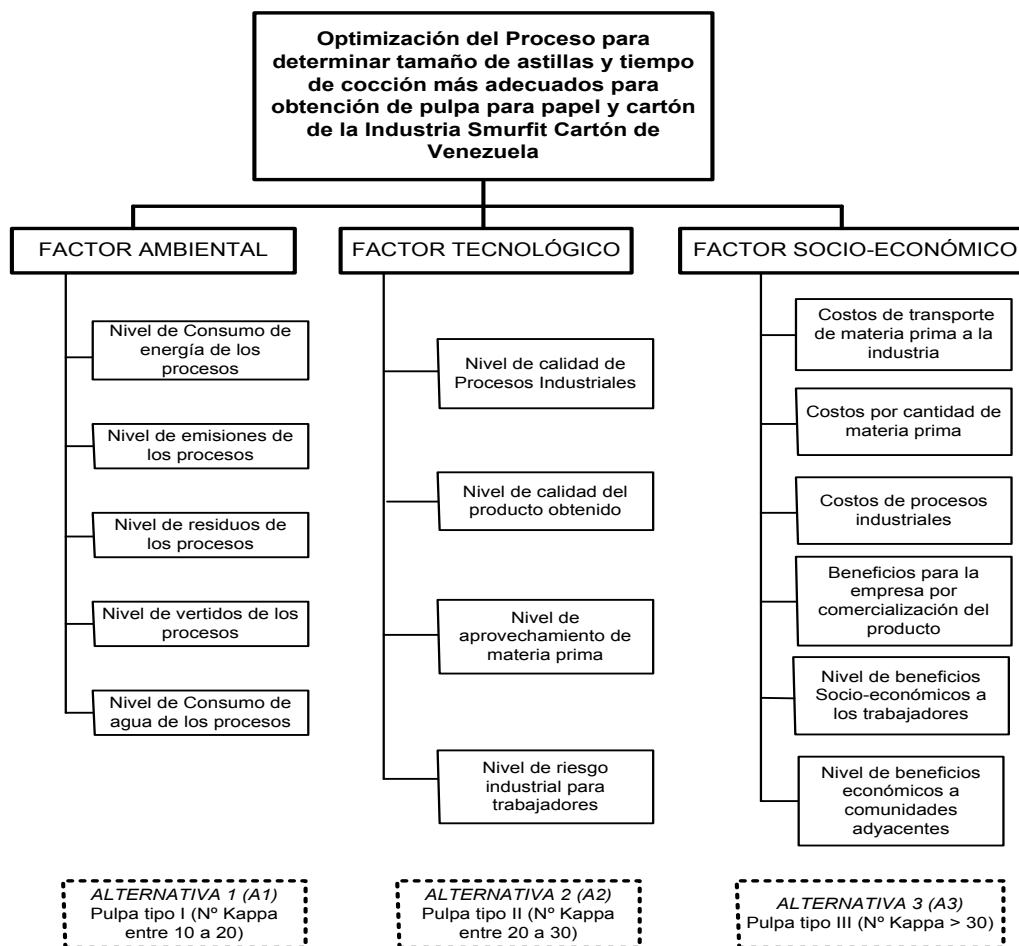 Optimización del Proceso para
determinar tamaño de astillas y tiempo
de cocción más adecuados para
obtención de pulpa para papel y cartón
de la Industria Smurfit Cartón de
Venezuela
FACTOR AMBIENTAL
Nivel de Consumo de
energía de los
procesos
Nivel de emisiones de
los procesos
Nivel de residuos de
los procesos
Nivel de vertidos de los
procesos
Nivel de Consumo de
agua de los procesos
FACTOR TECNOLÓGICO
Nivel de calidad de
Procesos Industriales
Nivel de calidad del
producto obtenido
Nivel de
aprovechamiento de
materia prima
Nivel de riesgo
industrial para
trabajadores
FACTOR SOCIO-ECONÓMICO
Costos de transporte
de materia prima a la
industria
Costos por cantidad de
materia prima
Costos de procesos
industriales
Beneficios para la
empresa por
comercialización del
producto
Nivel de beneficios
Socio-económicos a
los trabajadores
Nivel de beneficios
económicos a
comunidades
adyacentes
ALTERNATIVA 1 (A1)
Pulpa tipo I (Nº Kappa
entre 10 a 20)
ALTERNATIVA 2 (A2)
Pulpa tipo II (Nº Kappa
entre 20 a 30)
ALTERNATIVA 3 (A3)
Pulpa tipo III (Nº Kappa > 30)